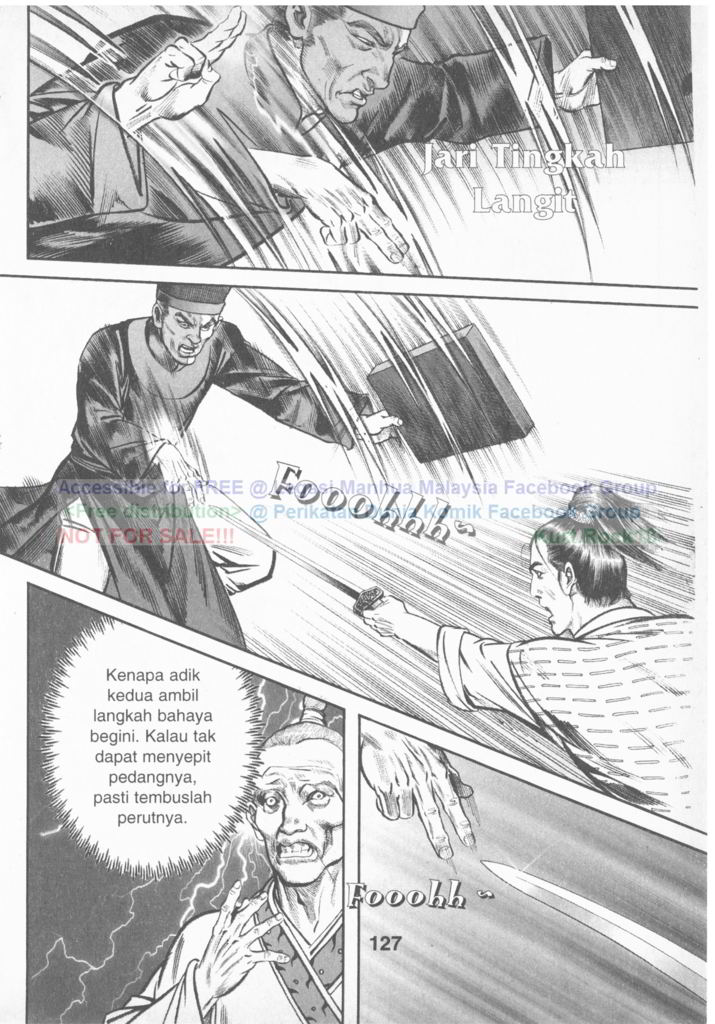 Jari Tingkah
Langit
Fooohhh~
Accessible for FREE @ Manhua Malaysia Facebook Group
<Free distribution> @ Perikatan Dunia Komik Facebook Group
NOT FOR SALE!!!
Kenapa adik
kedua ambil
langkah bahaya
begini. Kalau tak
dapat menyepit
pedangnya,
pasti tembuslah
perutnya.
Fooohh~
127